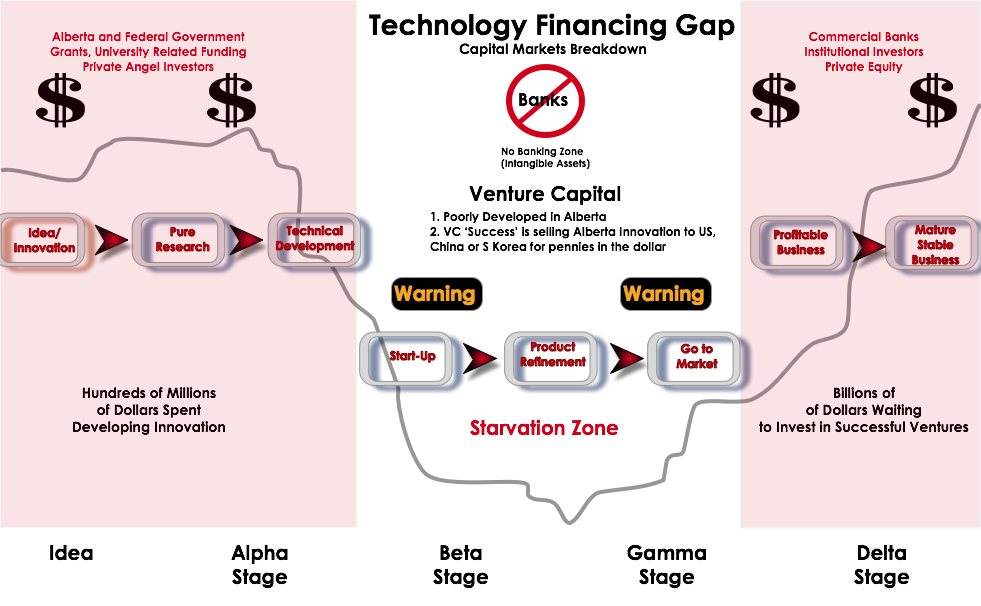 Technology Financing Gap
Capital Markets Breakdown
Alberta and Federal Government
Grants, University Related Funding
Private Angel Investors
$ $
Banks
No Banking Zone
(Intangible Assets)
Commercial Banks
Institutional Investors
Private Equity
$ $
Venture Capital
1. Poorly Developed in Alberta
2. VC 'Success' is selling Alberta Innovation to US,
China or S Korea for pennies in the dollar
Idea/
Innovation
Pure
Research
Technical
Development
Warning
Warning
Start-Up
Product
Refinement
Go to
Market
Profitable
Business
Mature
Stable
Business
Hundreds of Millions
of Dollars Spent
Developing Innovation
Starvation Zone
Billions of
of Dollars Waiting
to Invest in Successful Ventures
Idea
Alpha
Stage
Beta
Stage
Gamma
Stage
Delta
Stage